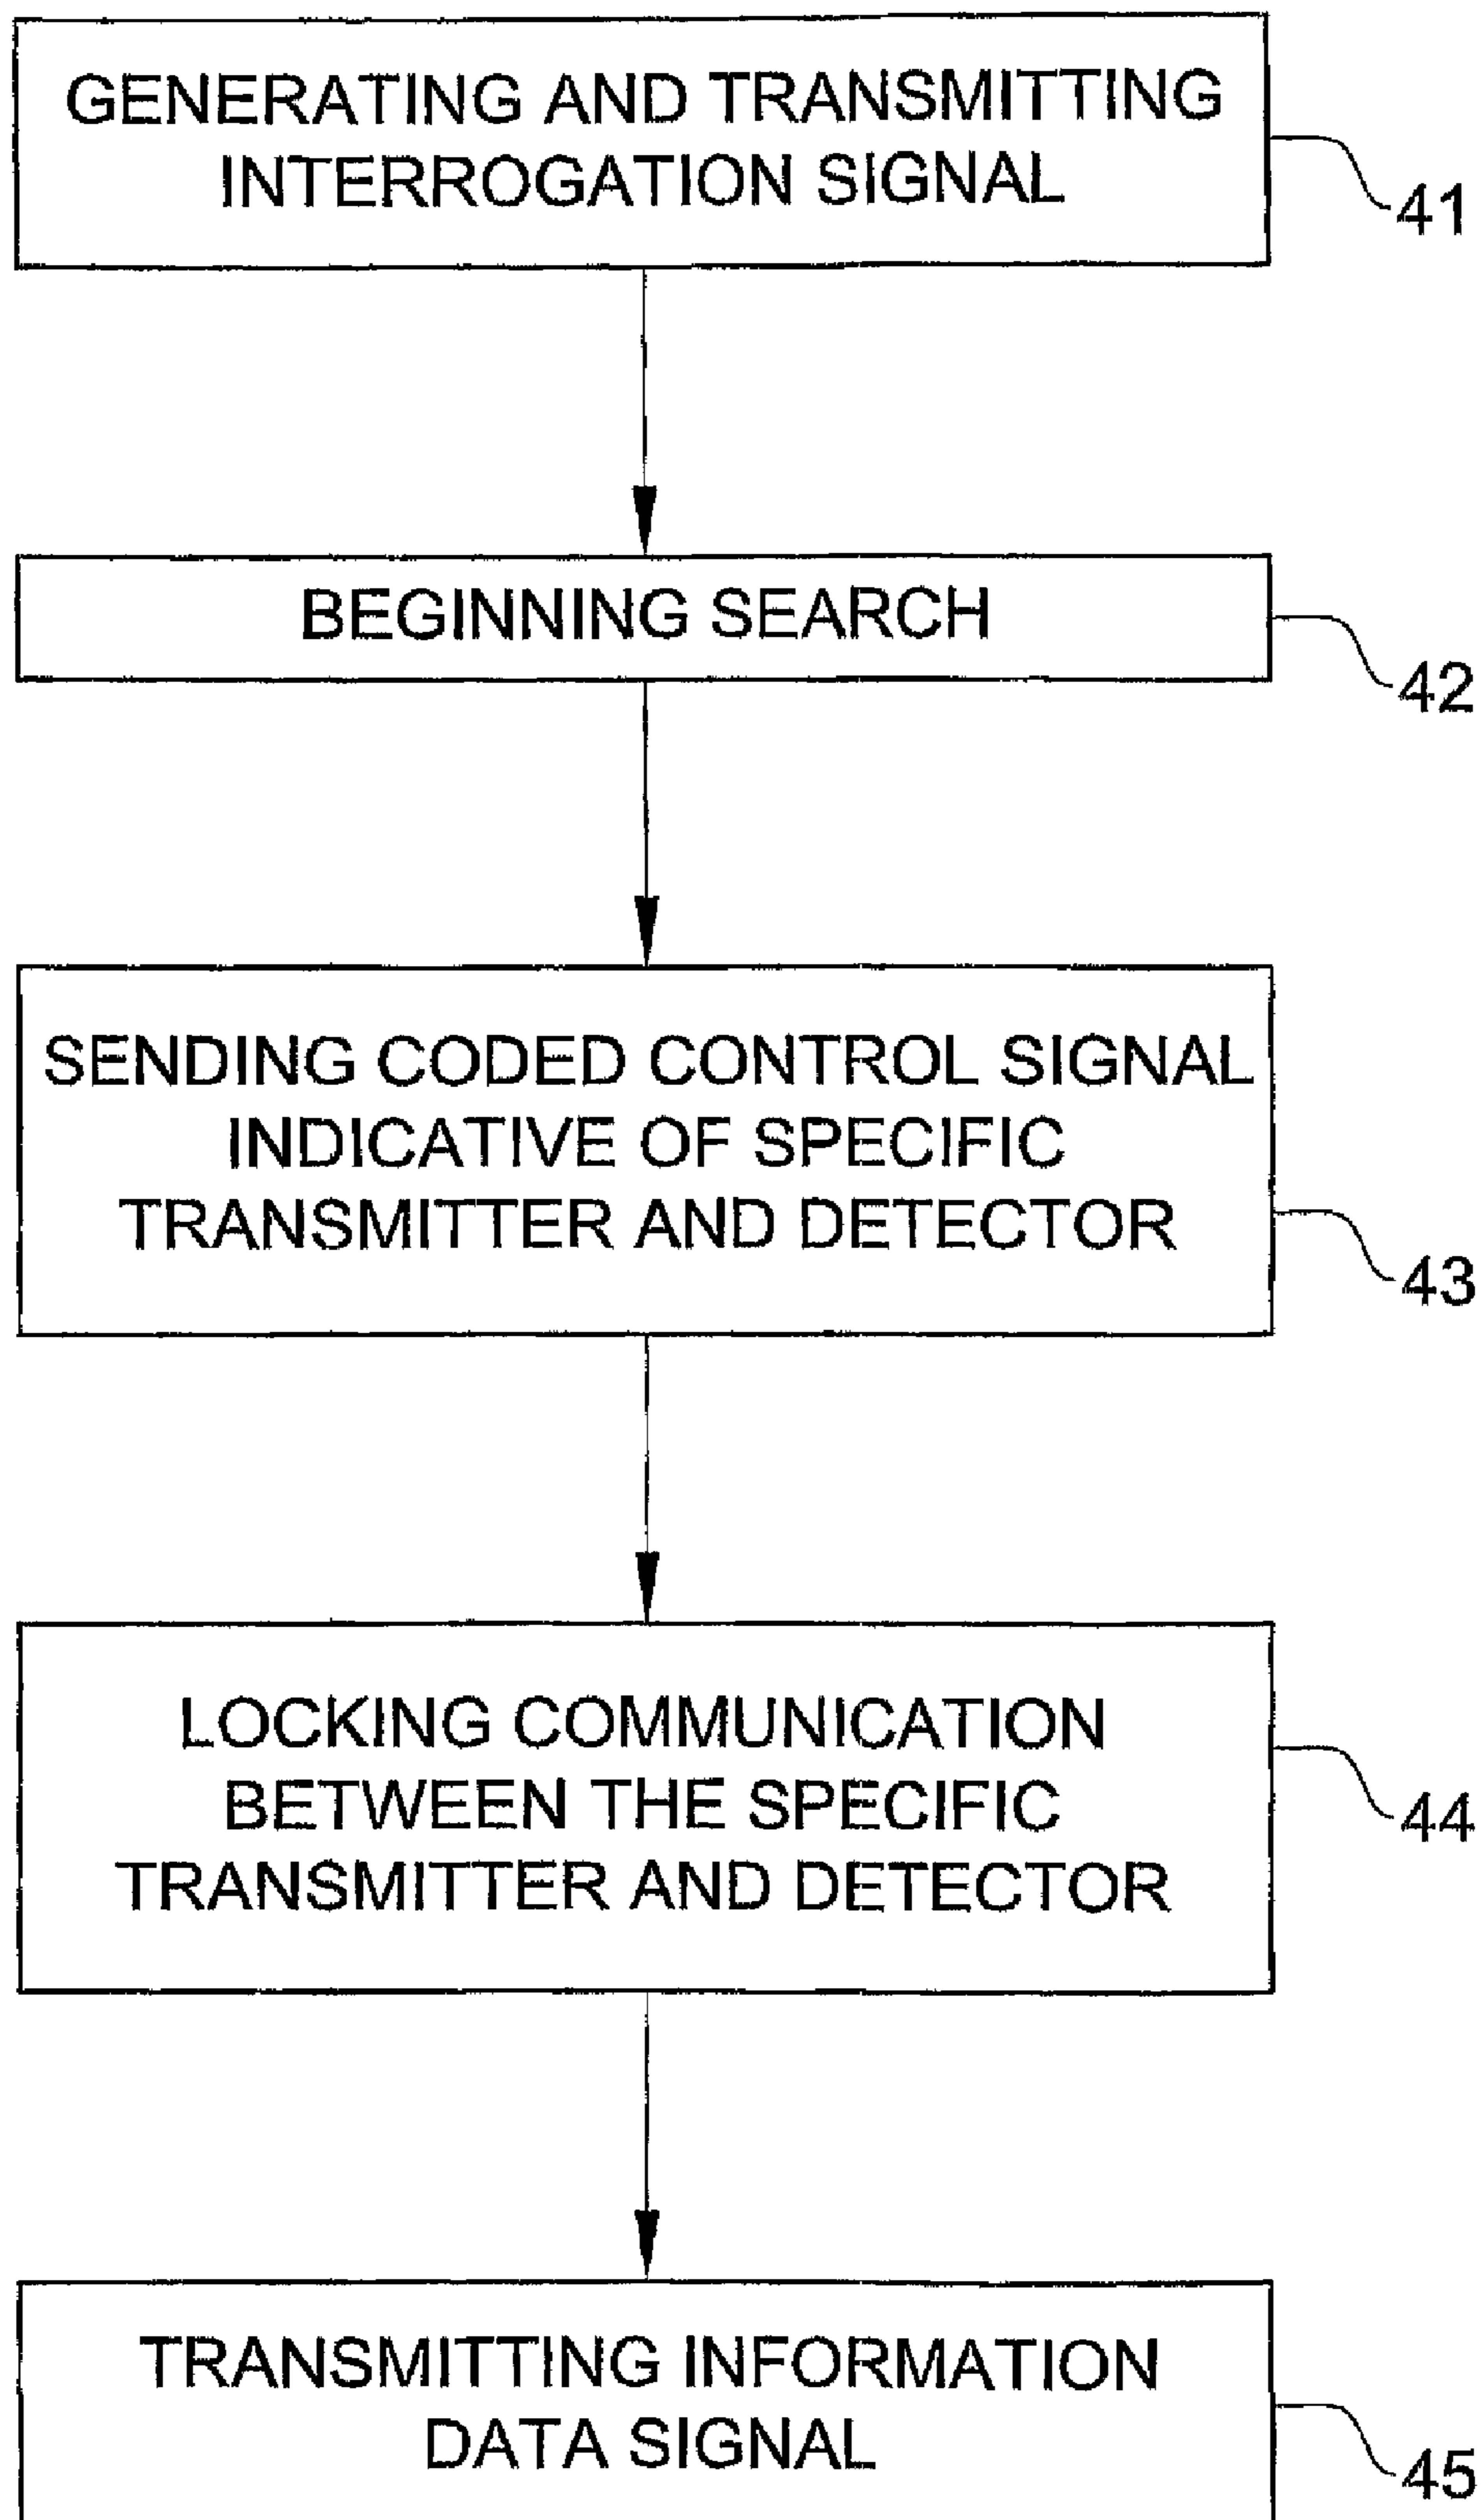 GENERATING AND TRANSMITTING
INTERROGATION SIGNAL
41
BEGINNING SEARCH
42
SENDING CODED CONTROL SIGNAL
INDICATIVE OF SPECIFIC
TRANSMITTER AND DETECTOR
43
LOCKING COMMUNICATION
BETWEEN THE SPECIFIC
TRANSMITTER AND DETECTOR
44
TRANSMITTING INFORMATION
DATA SIGNAL
45